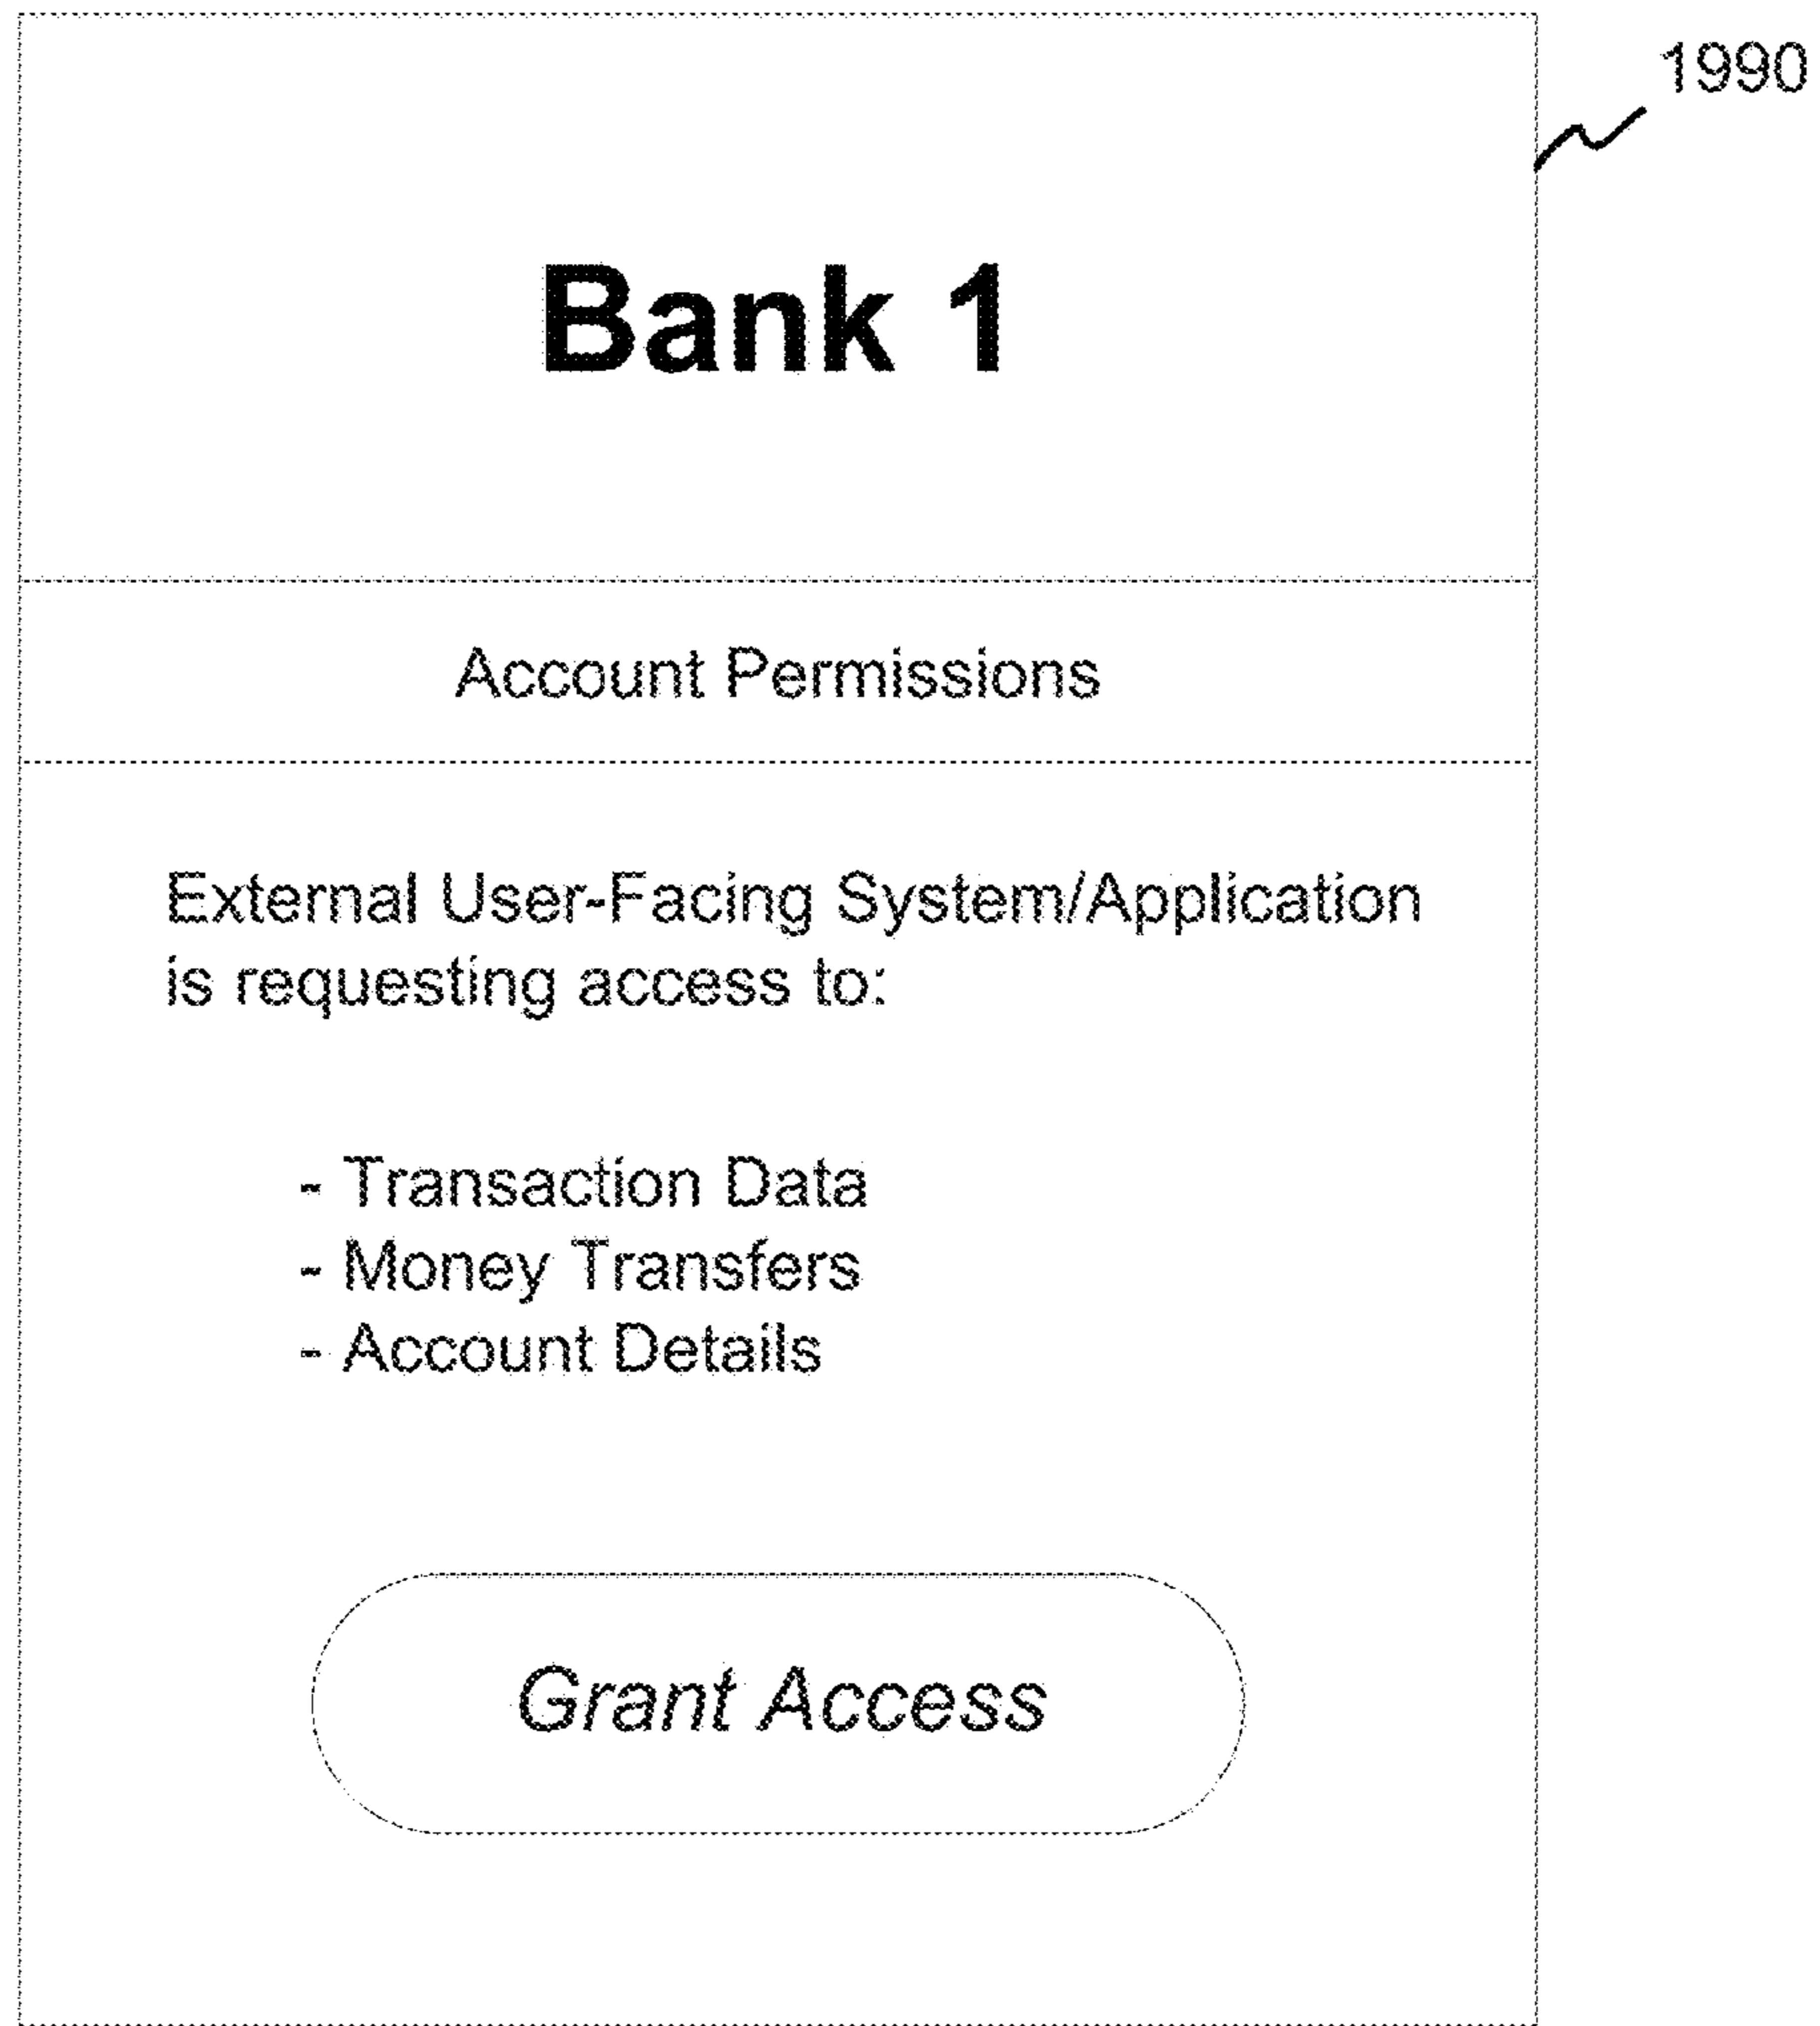 1990
Bank 1
Account Permissions
External User-Facing System/Application
is requesting access to:
- Transaction Data
- Money Transfers
- Account Details
Grant Access